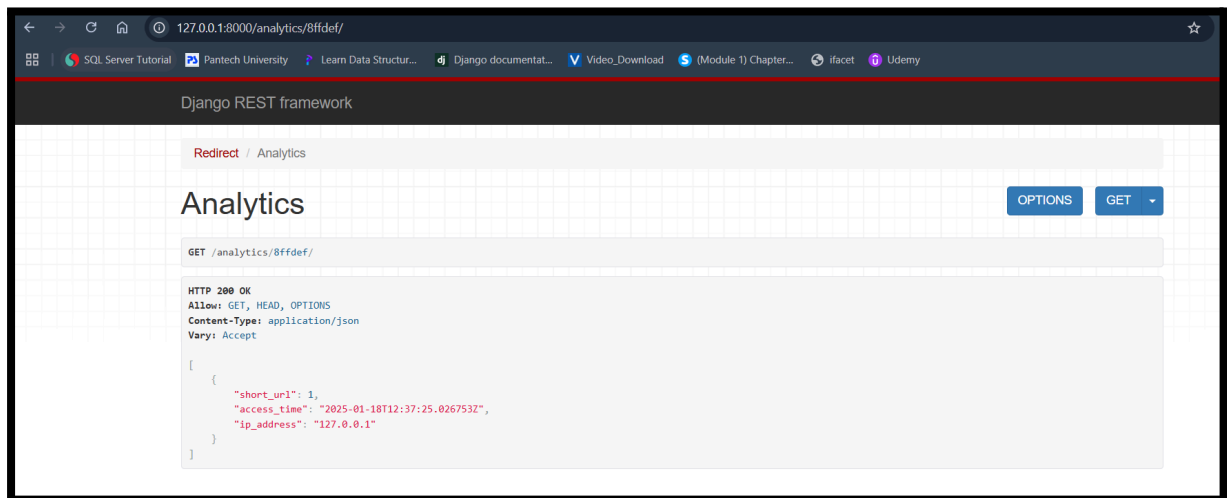 127.0.0.1:8000/analytics/8ffdef/
SQL Server Tutorial Pantech University Learn Data Structur... dj Django documentat... V Video_Download S (Module 1) Chapter... ifacet Udemy
Django REST framework
Redirect / Analytics
Analytics OPTIONS GET
GET /analytics/8ffdef/
HTTP 200 OK
Allow: GET, HEAD, OPTIONS
Content-Type: application/json
Vary: Accept
[
{
"short_url": 1,
"access_time": "2025-01-18T12:37:25.026753Z",
"ip_address": "127.0.0.1"
}
]